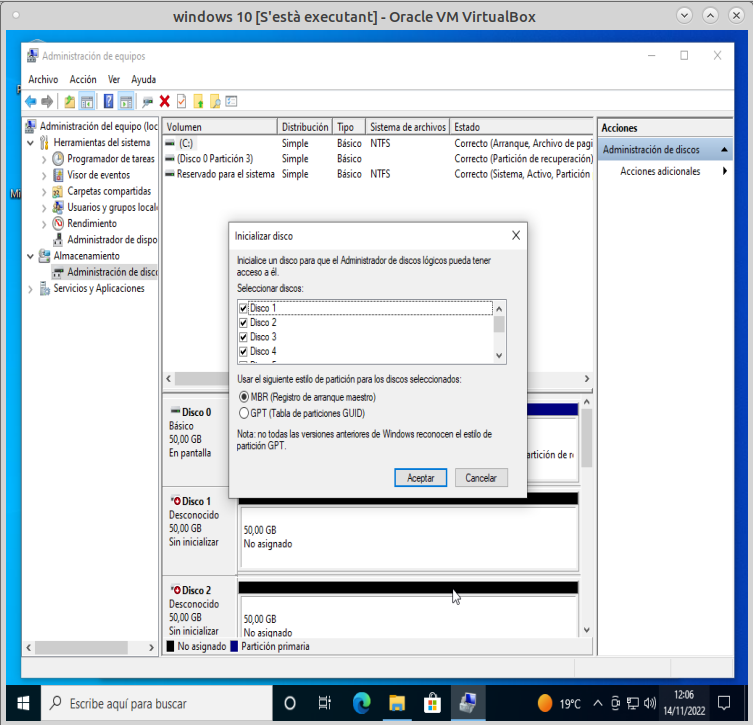 windows 10 [S'està executant] - Oracle VM VirtualBox
Administración de equipos
Archivo Acción Ver Ayuda
Administración del equipo (loc
Herramientas del sistema
Programador de tareas
Visor de eventos
Carpetas compartidas
Usuarios y grupos locale
Rendimiento
Administrador de dispo
Almacenamiento
Administración de disco
Servicios y Aplicaciones
Volumen Distribución Tipo Sistema de archivos Estado
(C:) Simple Básico NTFS Correcto (Arranque, Archivo de pagi
(Disco 0 Partición 3) Simple Básico Correcto (Partición de recuperación)
Reservado para el sistema Simple Básico NTFS Correcto (Sistema, Activo, Partición
Acciones
Administración de discos
Acciones adicionales
Inicializar disco
Inicialice un disco para que el Administrador de discos lógicos pueda tener
acceso a él.
Seleccionar discos:
Disco 1
Disco 2
Disco 3
Disco 4
Usar el siguiente estilo de partición para los discos seleccionados:
MBR (Registro de arranque maestro)
GPT (Tabla de particiones GUID)
Nota: no todas las versiones anteriores de Windows reconocen el estilo de
partición GPT.
Aceptar Cancelar
Disco 0
Básico
50,00 GB
En pantalla
artición de r
Disco 1
Desconocido
50,00 GB
Sin inicializar
50,00 GB
No asignado
Disco 2
Desconocido
50,00 GB
Sin inicializar
50,00 GB
No asignado
No asignado Partición primaria
Escribe aquí para buscar
19°C
12:06
14/11/2022